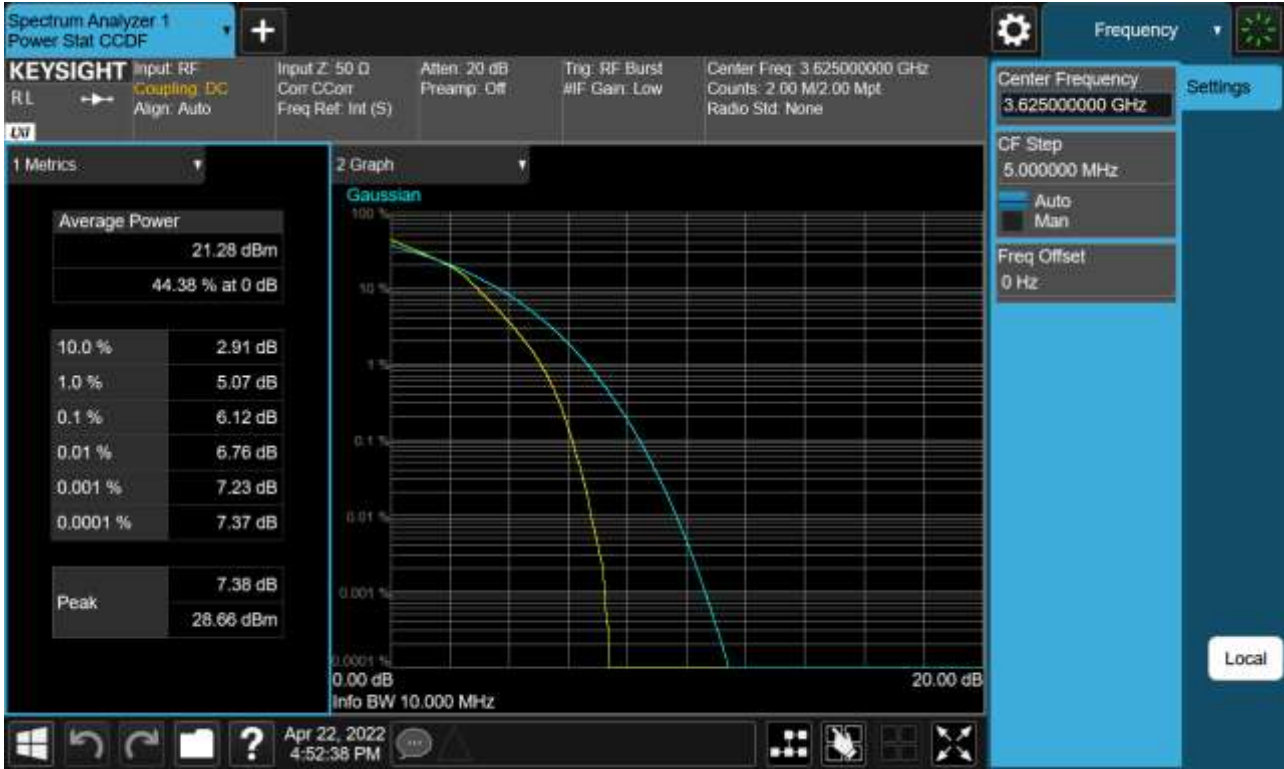 Spectrum Analyzer 1
Power Stat CCDF
+
Frequency
KEYSIGHT
RL
LXI
Input: RF
Coupling: DC
Align: Auto
Input Z: 50 Ω
Corr CCorr
Freq Ref: Int (S)
Atten: 20 dB
Preamp: Off
Trig: RF Burst
#IF Gain: Low
Center Freq: 3.625000000 GHz
Counts: 2.00 M/2.00 Mpt
Radio Std: None
Center Frequency
3.625000000 GHz
Settings
CF Step
5.000000 MHz
Auto
Man
Freq Offset
0 Hz
1 Metrics
Average Power
21.28 dBm
44.38 % at 0 dB
10.0 % 2.91 dB
1.0 % 5.07 dB
0.1 % 6.12 dB
0.01 % 6.76 dB
0.001 % 7.23 dB
0.0001 % 7.37 dB
Peak
7.38 dB
28.66 dBm
2 Graph
Gaussian
100 %
10 %
1 %
0.1 %
0.01 %
0.001 %
0.0001 %
0.00 dB 20.00 dB
Info BW 10.000 MHz
Local
?
Apr 22, 2022
4:52:38 PM